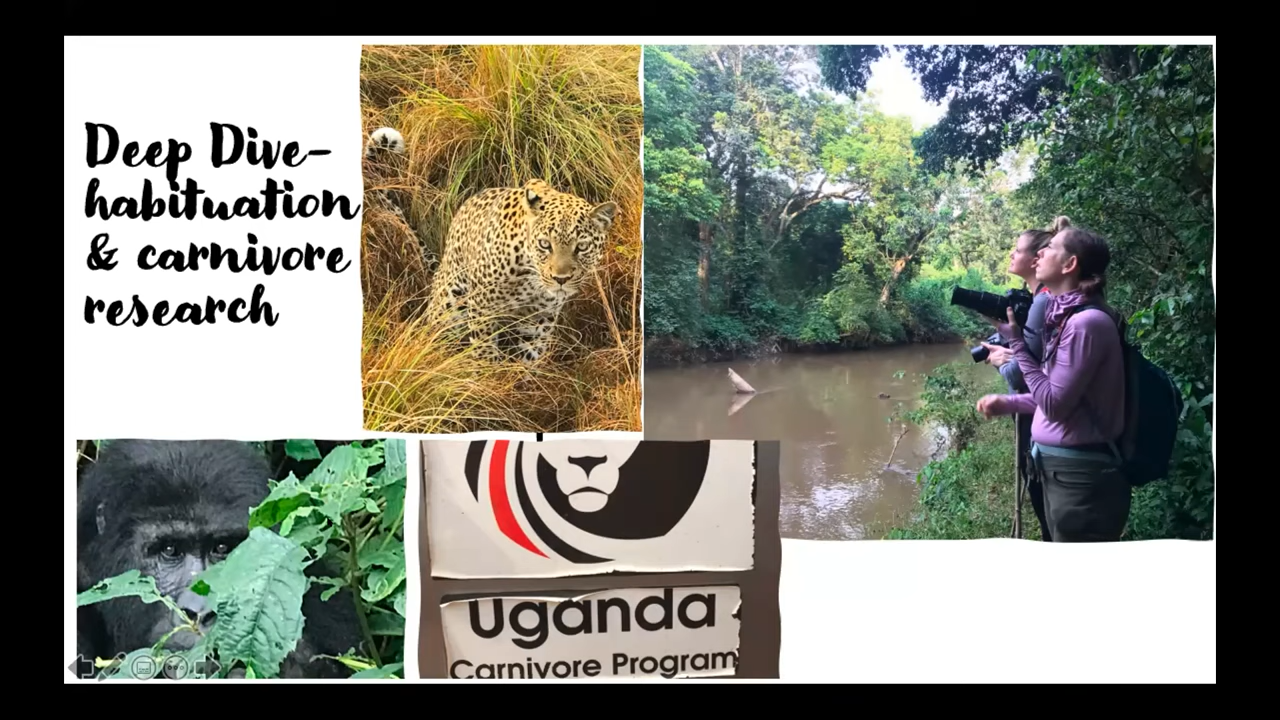 Deep Dive-
habituation
& carnivore
research
Uganda
Carnivore Program